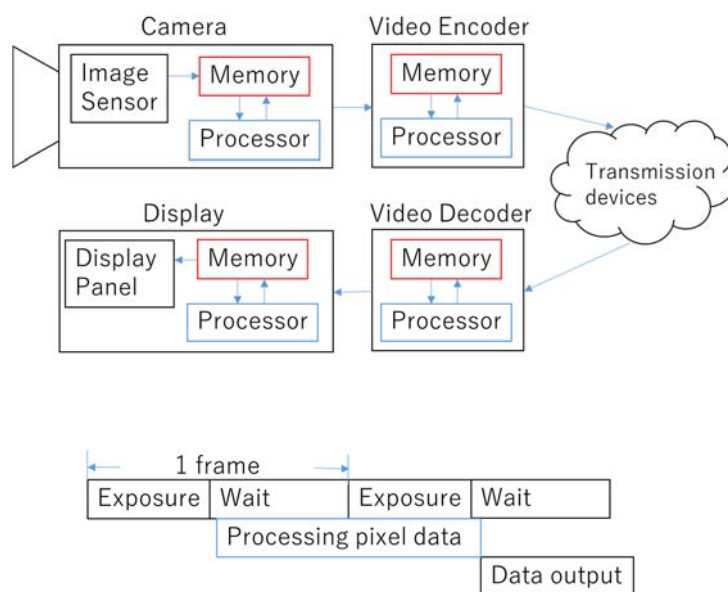 Camera
Video Encoder
Image
Sensor
Memory
Memory
Processor
Processor
Transmission
devices
Display
Video Decoder
Display
Panel
Memory
Memory
Processor
Processor
1 frame
Exposure
Wait
Exposure
Wait
Processing pixel data
Data output